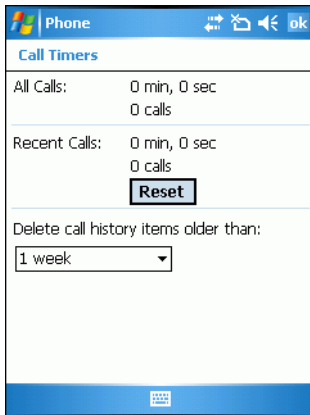 Phone ok
Call Timers
All Calls: 0 min, 0 sec
0 calls
Recent Calls: 0 min, 0 sec
0 calls
Reset
Delete call history items older than:
1 week